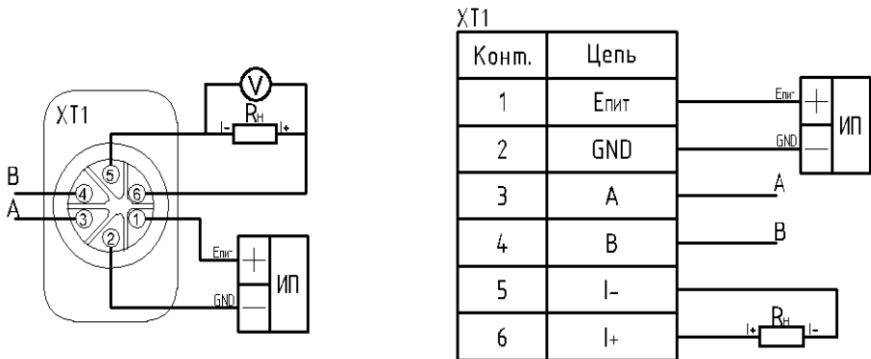 V
Rн
I- I+
XT1
5
4 6
3 1
2
B
A
Eпит
+
GND
−
ИП
XT1
Конт. Цепь
1 Eпит
2 GND
3 A
4 B
5 I-
6 I+
Eпит
+
GND
−
ИП
A
B
I+ Rн I-